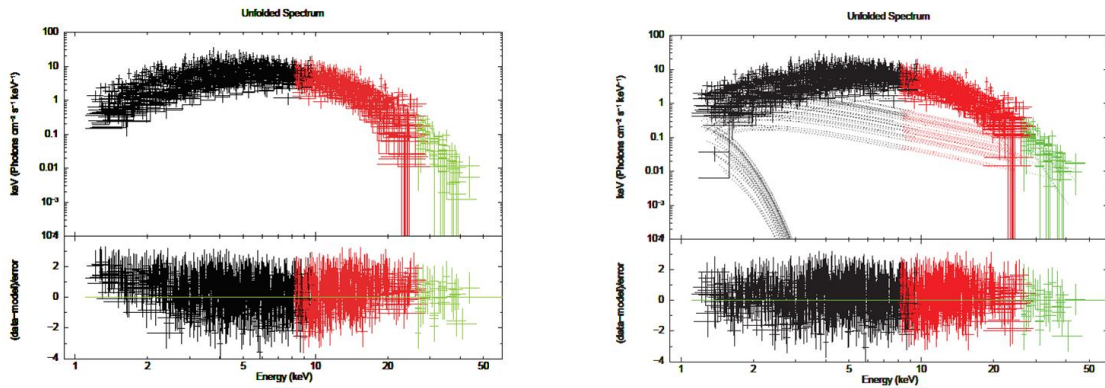 Unfolded Spectrum
keV (Photons cm⁻² s⁻¹ keV⁻¹)
100
10
1
0.1
0.01
10⁻³
10⁻⁴
(data−model)/error
2
0
−2
−4
1 2 5 10 20 50
Energy (keV)
Unfolded Spectrum
keV (Photons cm⁻² s⁻¹ keV⁻¹)
100
10
1
0.1
0.01
10⁻³
(data−model)/error
2
0
−2
−4
1 2 5 10 20 50
Energy (keV)